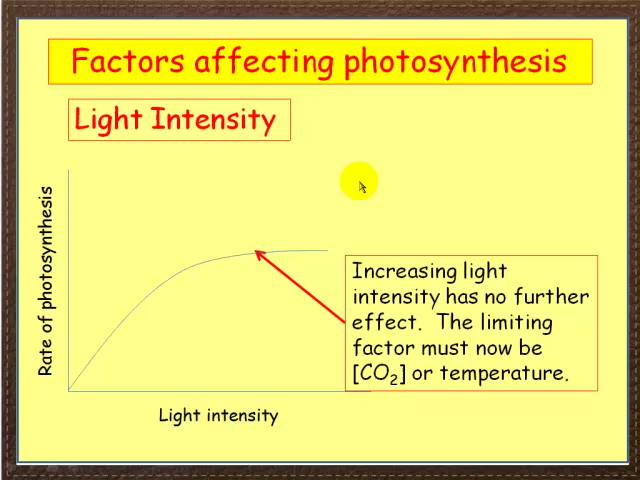 Factors affecting photosynthesis
Light Intensity
Rate of photosynthesis
Increasing light
intensity has no further
effect. The limiting
factor must now be
[CO₂] or temperature.
Light intensity